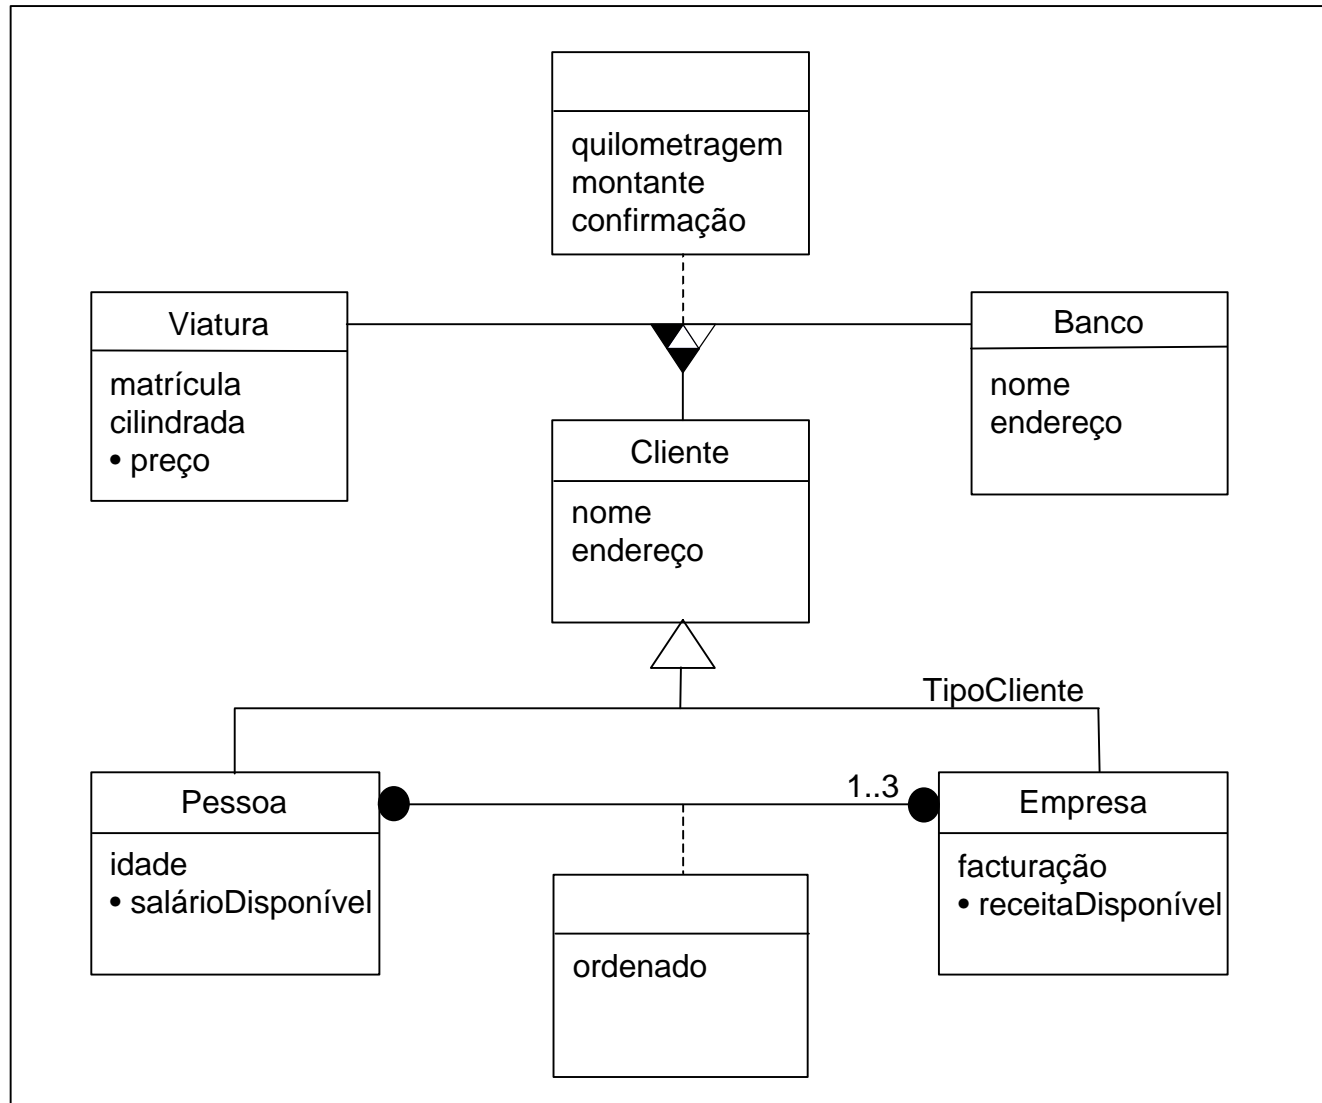 quilometragem
montante
confirmação
Viatura
matrícula
cilindrada
• preço
Banco
nome
endereço
Cliente
nome
endereço
TipoCliente
Pessoa
idade
• salárioDisponível
1..3
Empresa
facturação
• receitaDisponível
ordenado